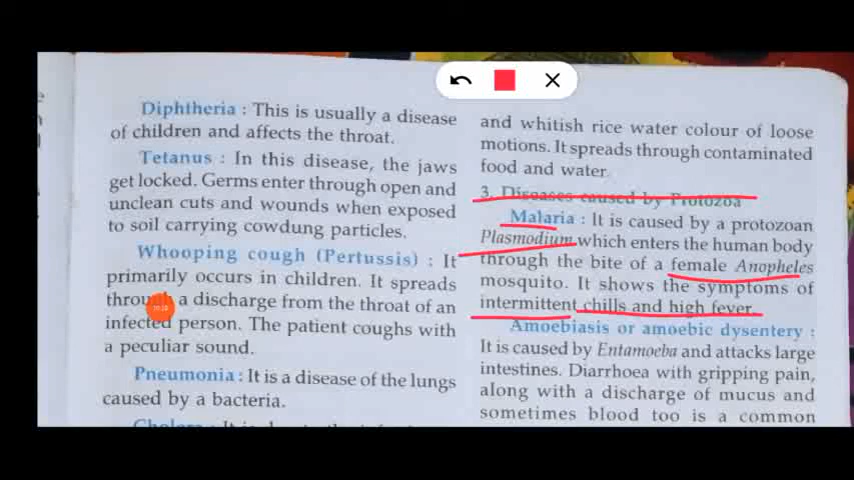 Diphtheria : This is usually a disease
of children and affects the throat.
Tetanus : In this disease, the jaws
get locked. Germs enter through open and
unclean cuts and wounds when exposed
to soil carrying cowdung particles.
Whooping cough (Pertussis) : It
primarily occurs in children. It spreads
through a discharge from the throat of an
infected person. The patient coughs with
a peculiar sound.
Pneumonia : It is a disease of the lungs
caused by a bacteria.
and whitish rice water colour of loose
motions. It spreads through contaminated
food and water.
3. Diseases caused by Protozoa
Malaria : It is caused by a protozoan
Plasmodium which enters the human body
through the bite of a female Anopheles
mosquito. It shows the symptoms of
intermittent chills and high fever.
Amoebiasis or amoebic dysentery :
It is caused by Entamoeba and attacks large
intestines. Diarrhoea with gripping pain,
along with a discharge of mucus and
sometimes blood too is a common